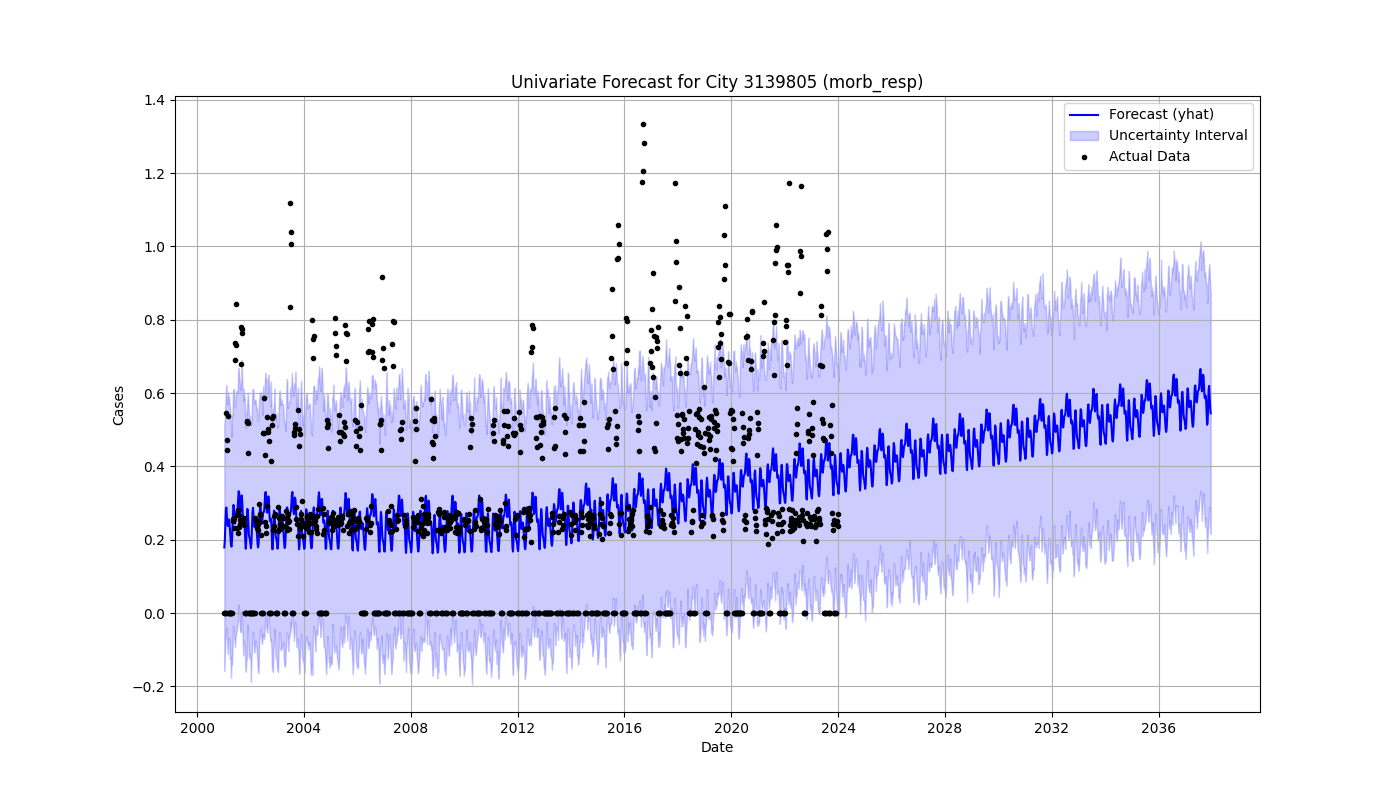 Univariate Forecast for City 3139805 (morb_resp)
Forecast (yhat)
Uncertainty Interval
Actual Data
Cases
1.4
1.2
1.0
0.8
0.6
0.4
0.2
0.0
−0.2
2000 2004 2008 2012 2016 2020 2024 2028 2032 2036
Date